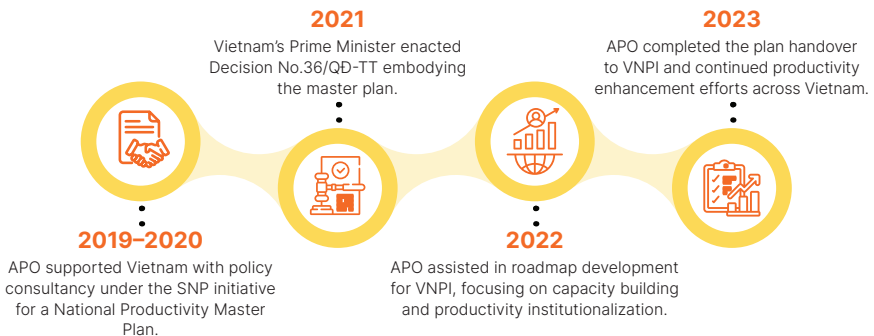 2019–2020
APO supported Vietnam with policy
consultancy under the SNP initiative
for a National Productivity Master
Plan.
2021
Vietnam’s Prime Minister enacted
Decision No.36/QĐ-TT embodying
the master plan.
2022
APO assisted in roadmap development
for VNPI, focusing on capacity building
and productivity institutionalization.
2023
APO completed the plan handover
to VNPI and continued productivity
enhancement efforts across Vietnam.